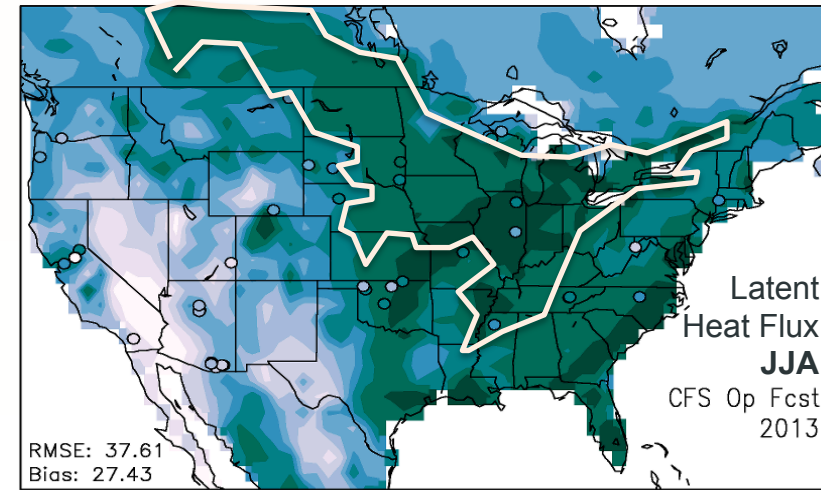 Latent
Heat Flux
JJA
CFS Op Fcst
2013
RMSE: 37.61
Bias: 27.43